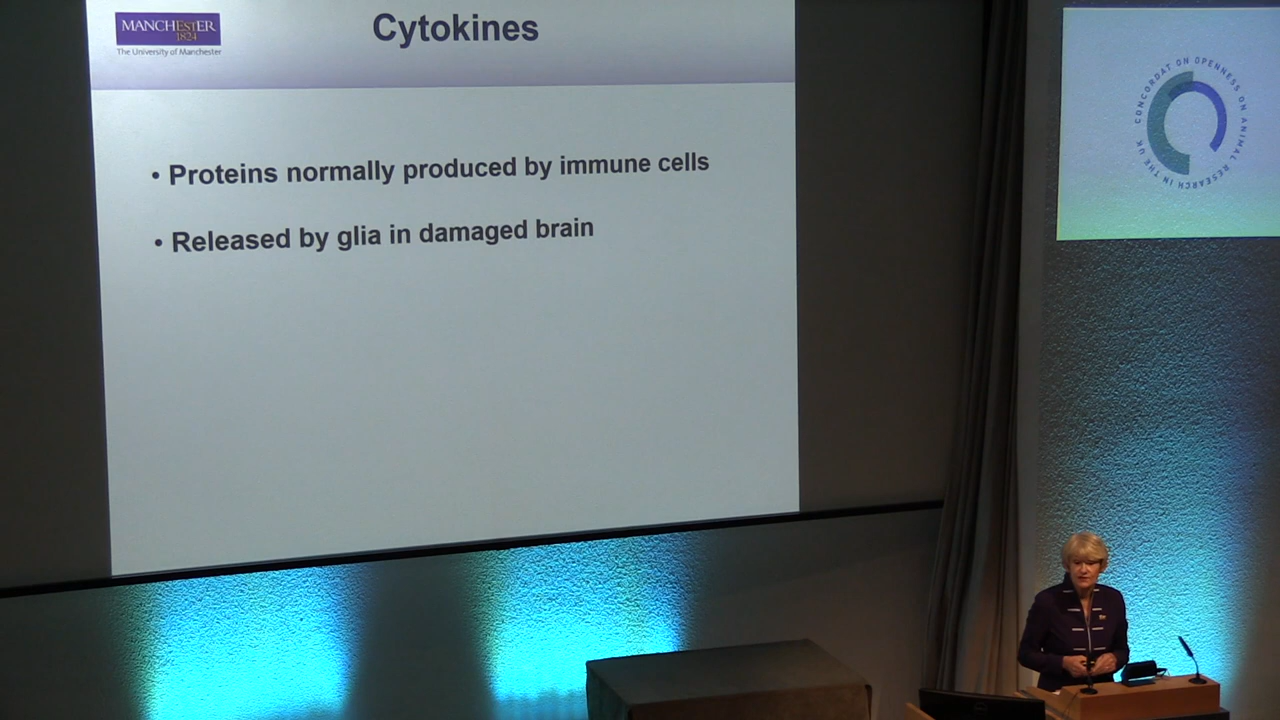 MANCHESTER
1824
The University of Manchester
Cytokines
• Proteins normally produced by immune cells
• Released by glia in damaged brain
CONCORDAT ON OPENNESS ON ANIMAL RESEARCH IN THE UK